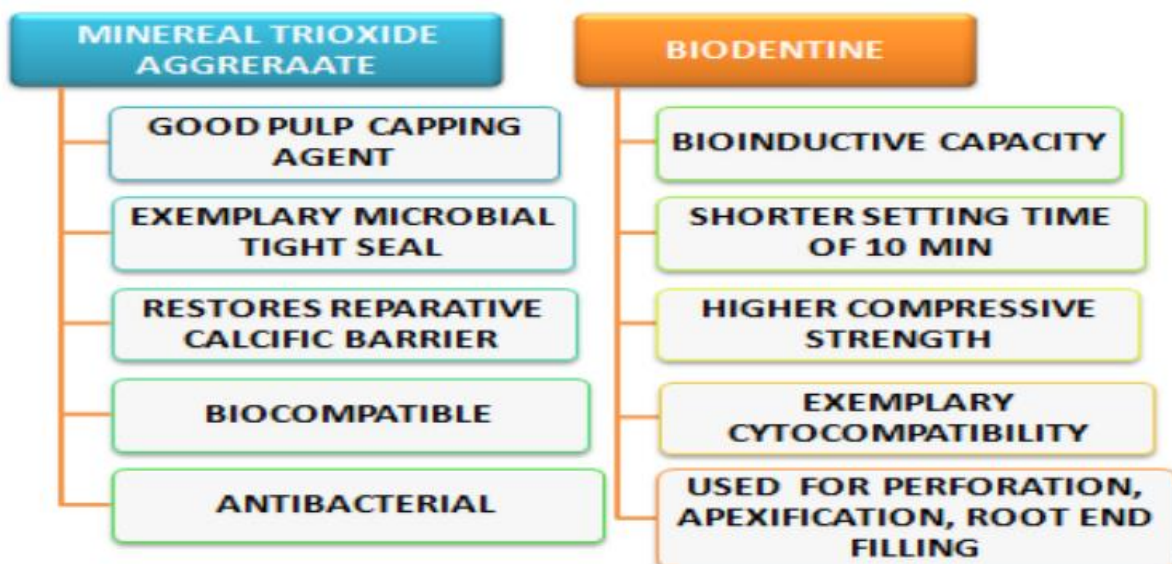 MINEREAL TRIOXIDE
AGGRERAATE
GOOD PULP CAPPING
AGENT
EXEMPLARY MICROBIAL
TIGHT SEAL
RESTORES REPARATIVE
CALCIFIC BARRIER
BIOCOMPATIBLE
ANTIBACTERIAL
BIODENTINE
BIOINDUCTIVE CAPACITY
SHORTER SETTING TIME
OF 10 MIN
HIGHER COMPRESSIVE
STRENGTH
EXEMPLARY
CYTOCOMPATIBILITY
USED FOR PERFORATION,
APEXIFICATION, ROOT END
FILLING